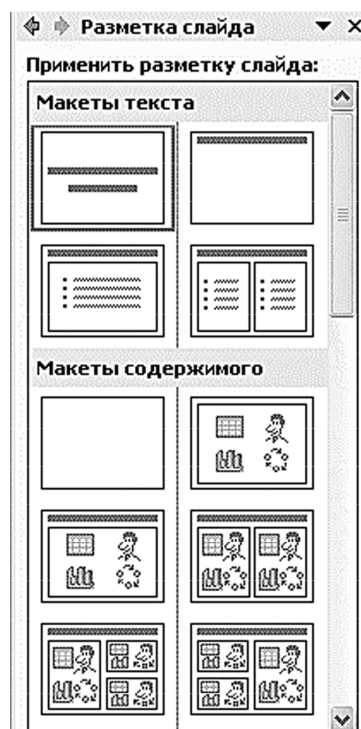 Разметка слайда
Применить разметку слайда:
Макеты текста
Макеты содержимого